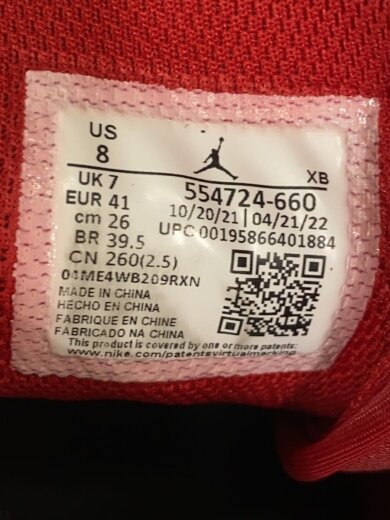 US
8
XB
UK 7
EUR 41
cm 26
BR 39.5
CN 260(2.5)
554724-660
10/20/21 | 04/21/22
UPC 00195866401884
04ME4WB209RXN
MADE IN CHINA
HECHO EN CHINA
FABRIQUE EN CHINE
FABRICADO NA CHINA
This product is covered by one or more patents:
www.nike.com/patentsvirtualmarking